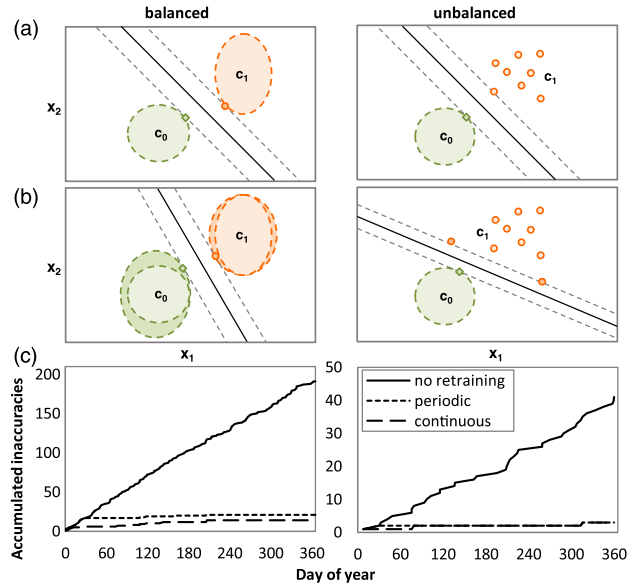 balanced
unbalanced
(a)
c1
c1
x2
c0
c0
(b)
c1
c1
x2
c0
c0
x1
x1
(c)
200
150
100
50
0
50
40
30
20
10
0
no retraining
periodic
continuous
Accumulated inaccuracies
0 60 120 180 240 300 360
0 60 120 180 240 300 360
Day of year